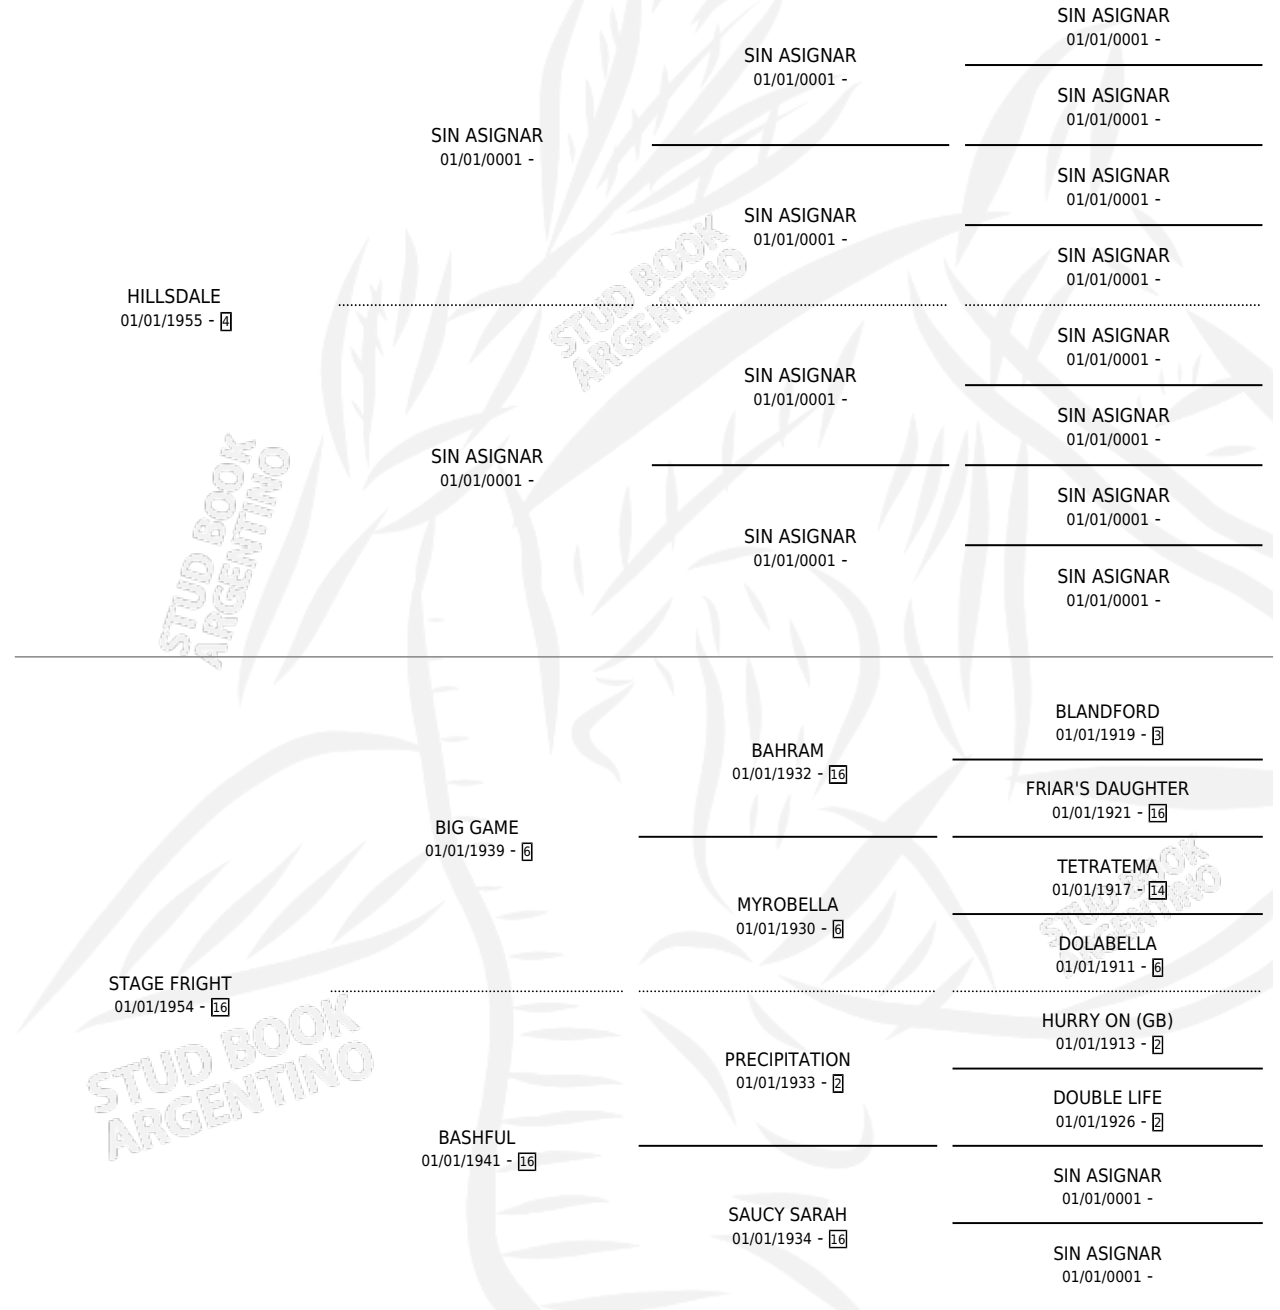 SIN ASIGNAR
01/01/0001 -
SIN ASIGNAR
01/01/0001 -
SIN ASIGNAR
01/01/0001 -
SIN ASIGNAR
01/01/0001 -
SIN ASIGNAR
01/01/0001 -
SIN ASIGNAR
01/01/0001 -
SIN ASIGNAR
01/01/0001 -
STUD BOOK
ARGENTINO
HILLSDALE
01/01/1955 - 4
SIN ASIGNAR
01/01/0001 -
SIN ASIGNAR
01/01/0001 -
SIN ASIGNAR
01/01/0001 -
SIN ASIGNAR
01/01/0001 -
SIN ASIGNAR
01/01/0001 -
SIN ASIGNAR
01/01/0001 -
SIN ASIGNAR
01/01/0001 -
STUD BOOK
ARGENTINO
BLANDFORD
01/01/1919 - 3
BAHRAM
01/01/1932 - 16
FRIAR'S DAUGHTER
01/01/1921 - 16
BIG GAME
01/01/1939 - 6
TETRATEMA
01/01/1917 - 14
MYROBELLA
01/01/1930 - 6
DOLABELLA
01/01/1911 - 6
STUD BOOK
ARGENTINO
STAGE FRIGHT
01/01/1954 - 16
HURRY ON (GB)
01/01/1913 - 2
PRECIPITATION
01/01/1933 - 2
DOUBLE LIFE
01/01/1926 - 2
STUD BOOK
ARGENTINO
BASHFUL
01/01/1941 - 16
SIN ASIGNAR
01/01/0001 -
SAUCY SARAH
01/01/1934 - 16
SIN ASIGNAR
01/01/0001 -